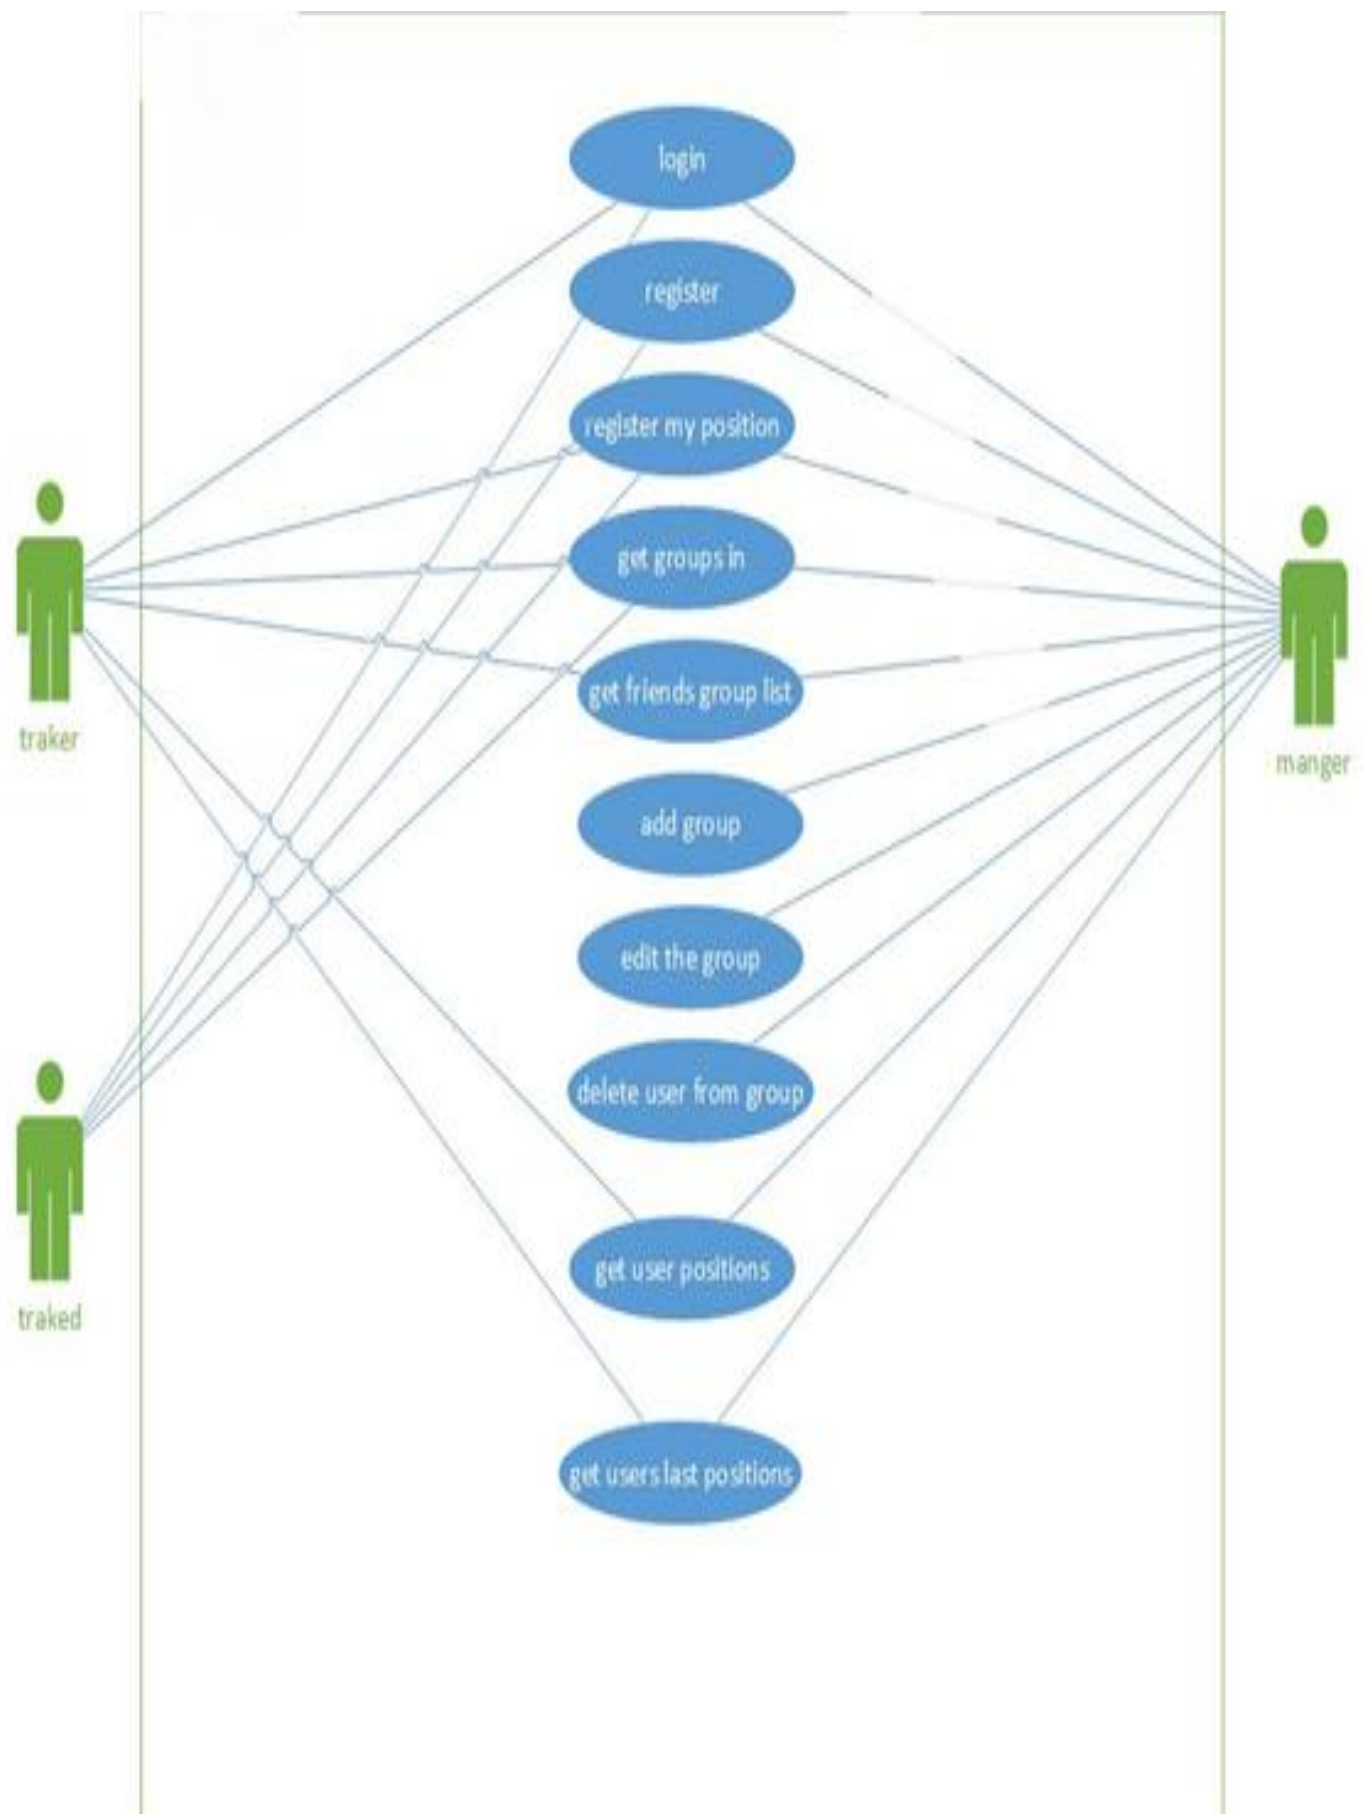 login
register
register my position
get groups in
get friends group list
traker
manger
add group
edit the group
delete user from group
get user positions
traked
get users last positions